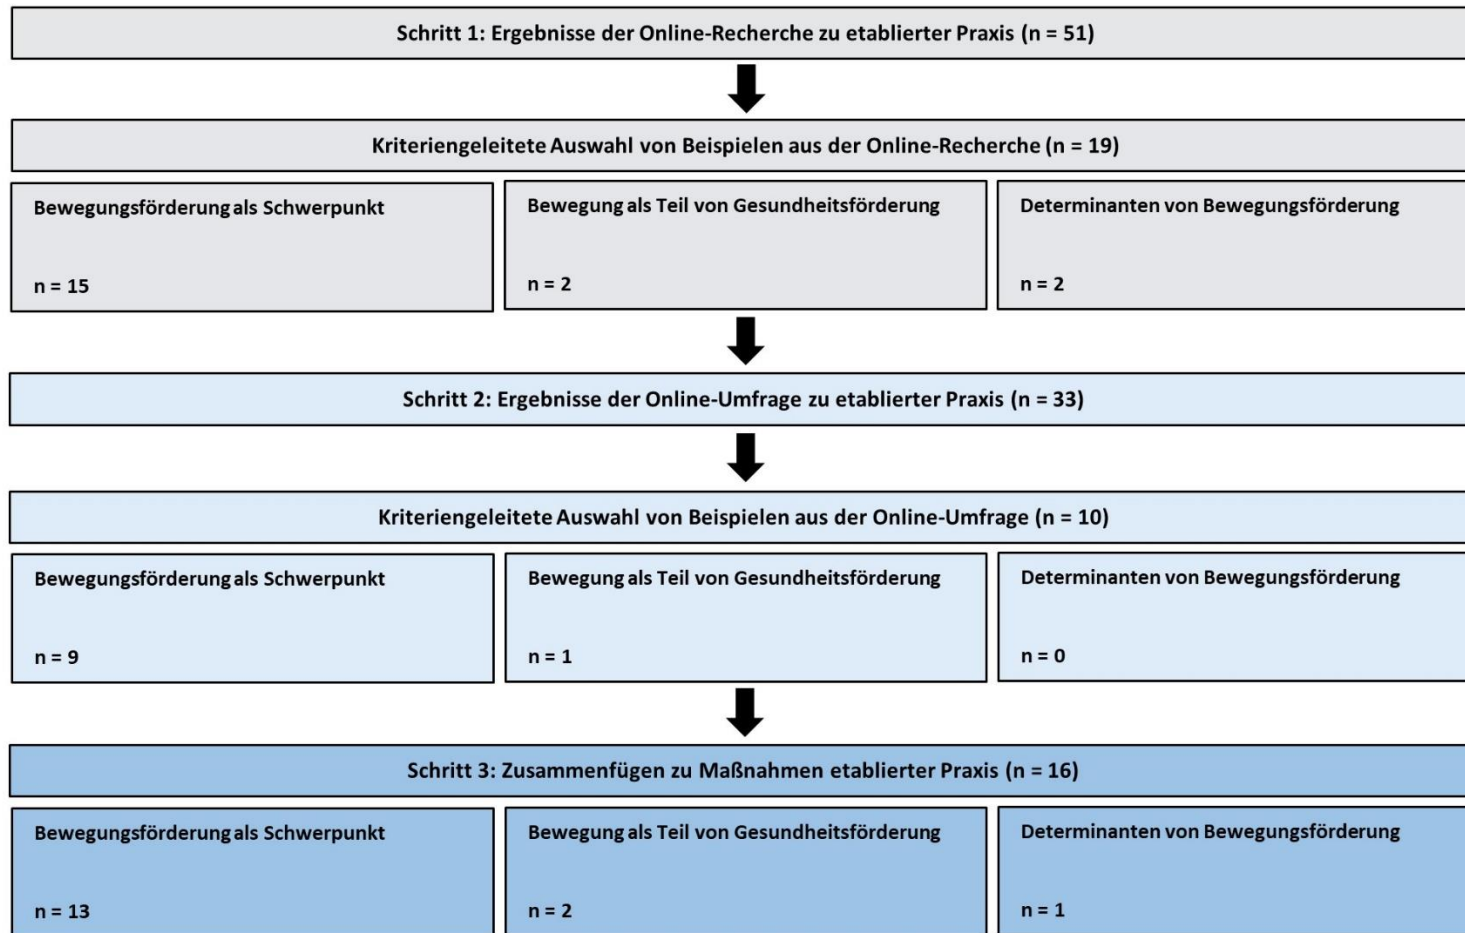 Schritt 1: Ergebnisse der Online-Recherche zu etablierter Praxis (n = 51)
Kriteriengeleitete Auswahl von Beispielen aus der Online-Recherche (n = 19)
Bewegungsförderung als Schwerpunkt
n = 15
Bewegung als Teil von Gesundheitsförderung
n = 2
Determinanten von Bewegungsförderung
n = 2
Schritt 2: Ergebnisse der Online-Umfrage zu etablierter Praxis (n = 33)
Kriteriengeleitete Auswahl von Beispielen aus der Online-Umfrage (n = 10)
Bewegungsförderung als Schwerpunkt
n = 9
Bewegung als Teil von Gesundheitsförderung
n = 1
Determinanten von Bewegungsförderung
n = 0
Schritt 3: Zusammenfügen zu Maßnahmen etablierter Praxis (n = 16)
Bewegungsförderung als Schwerpunkt
n = 13
Bewegung als Teil von Gesundheitsförderung
n = 2
Determinanten von Bewegungsförderung
n = 1